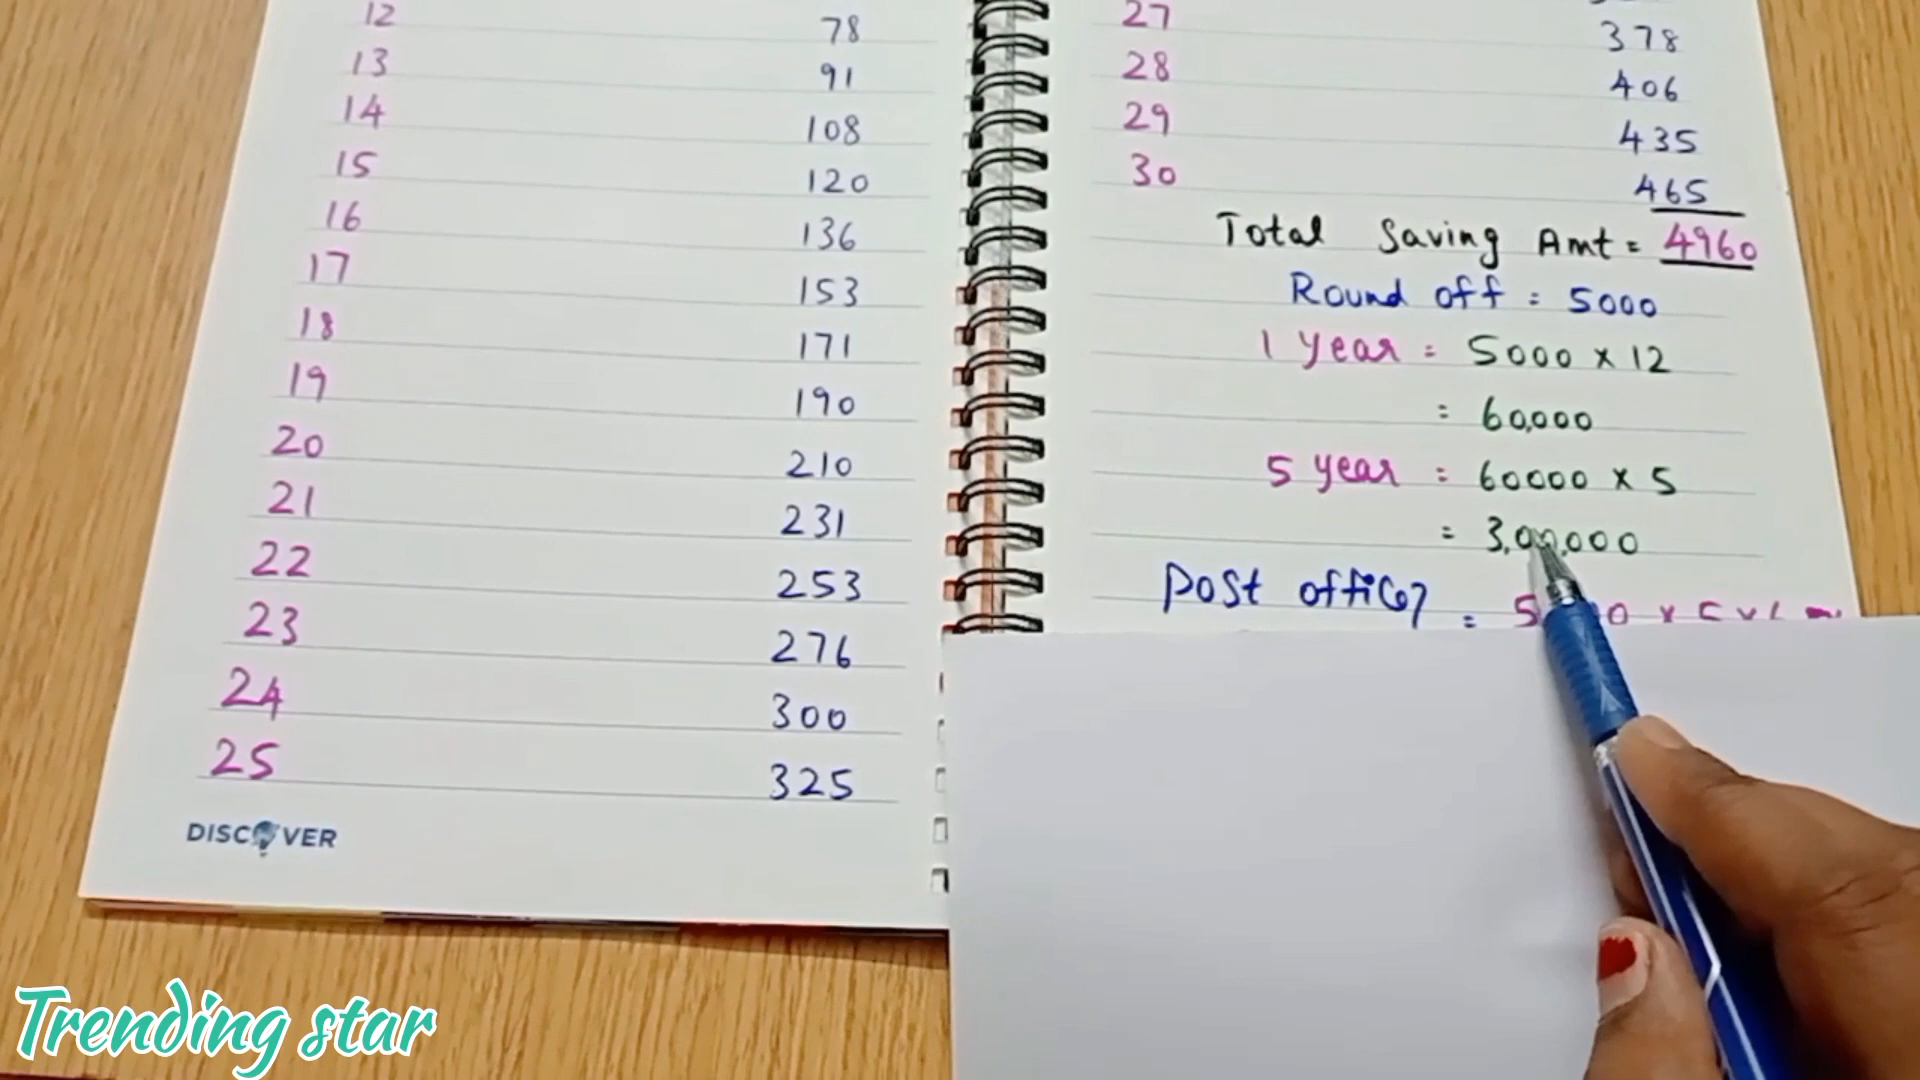 12 78
13 91
14 108
15 120
16 136
17 153
18 171
19 190
20 210
21 231
22 253
23 276
24 300
25 325
DISCOVER
27 378
28 406
29 435
30 465
Total Saving Amt = 4960
Round off = 5000
1 year = 5000 x 12
= 60,000
5 year = 60000 x 5
= 3,00,000
Post office
Trending star